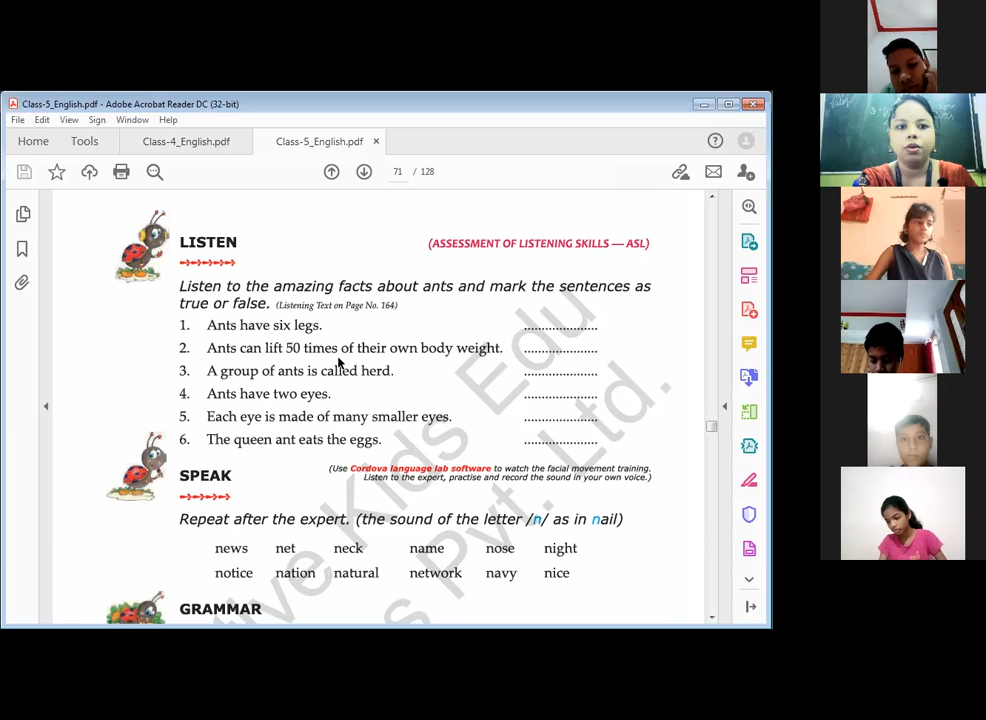 Class-5_English.pdf - Adobe Acrobat Reader DC (32-bit)
File Edit View Sign Window Help
Home Tools Class-4_English.pdf Class-5_English.pdf
71 / 128
LISTEN (ASSESSMENT OF LISTENING SKILLS — ASL)
Listen to the amazing facts about ants and mark the sentences as
true or false. (Listening Text on Page No. 164)
1. Ants have six legs. .....................
2. Ants can lift 50 times of their own body weight. .....................
3. A group of ants is called herd. .....................
4. Ants have two eyes. .....................
5. Each eye is made of many smaller eyes. .....................
6. The queen ant eats the eggs. .....................
SPEAK (Use Cordova language lab software to watch the facial movement training.
Listen to the expert, practise and record the sound in your own voice.)
Repeat after the expert. (the sound of the letter /n/ as in nail)
news net neck name nose night
notice nation natural network navy nice
GRAMMAR
Kids Edu
Pvt. Ltd.